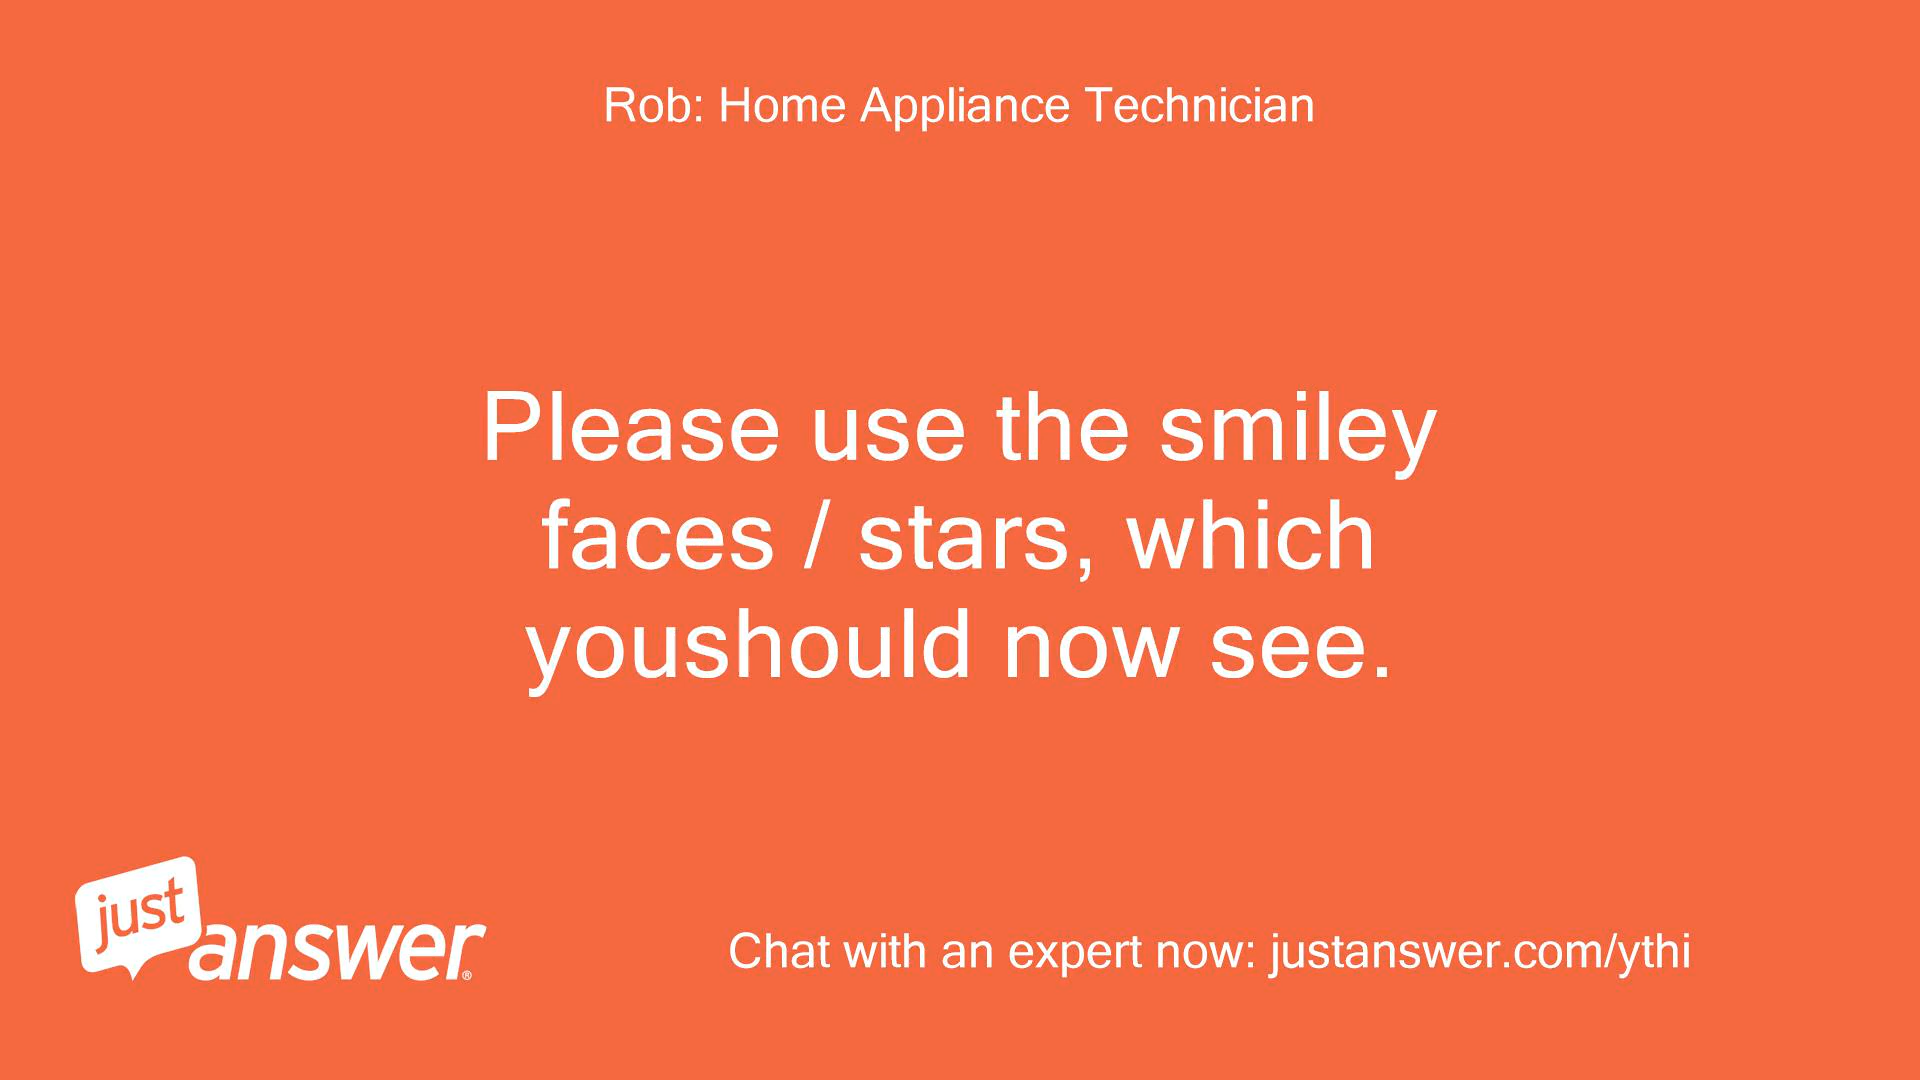 Rob: Home Appliance Technician
Please use the smiley
faces / stars, which
youshould now see.
just
answer®
Chat with an expert now: justanswer.com/ythi